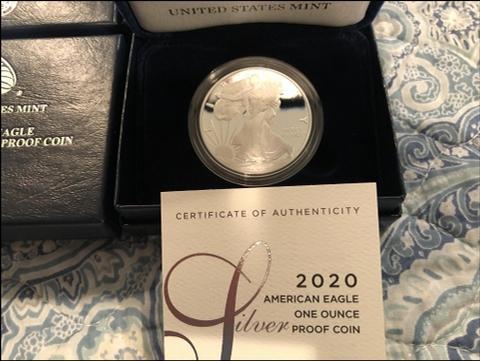 UNITED STATES MINT
ES MINT
EAGLE
PROOF COIN
CERTIFICATE OF AUTHENTICITY
2020
AMERICAN EAGLE
ONE OUNCE
Silver PROOF COIN